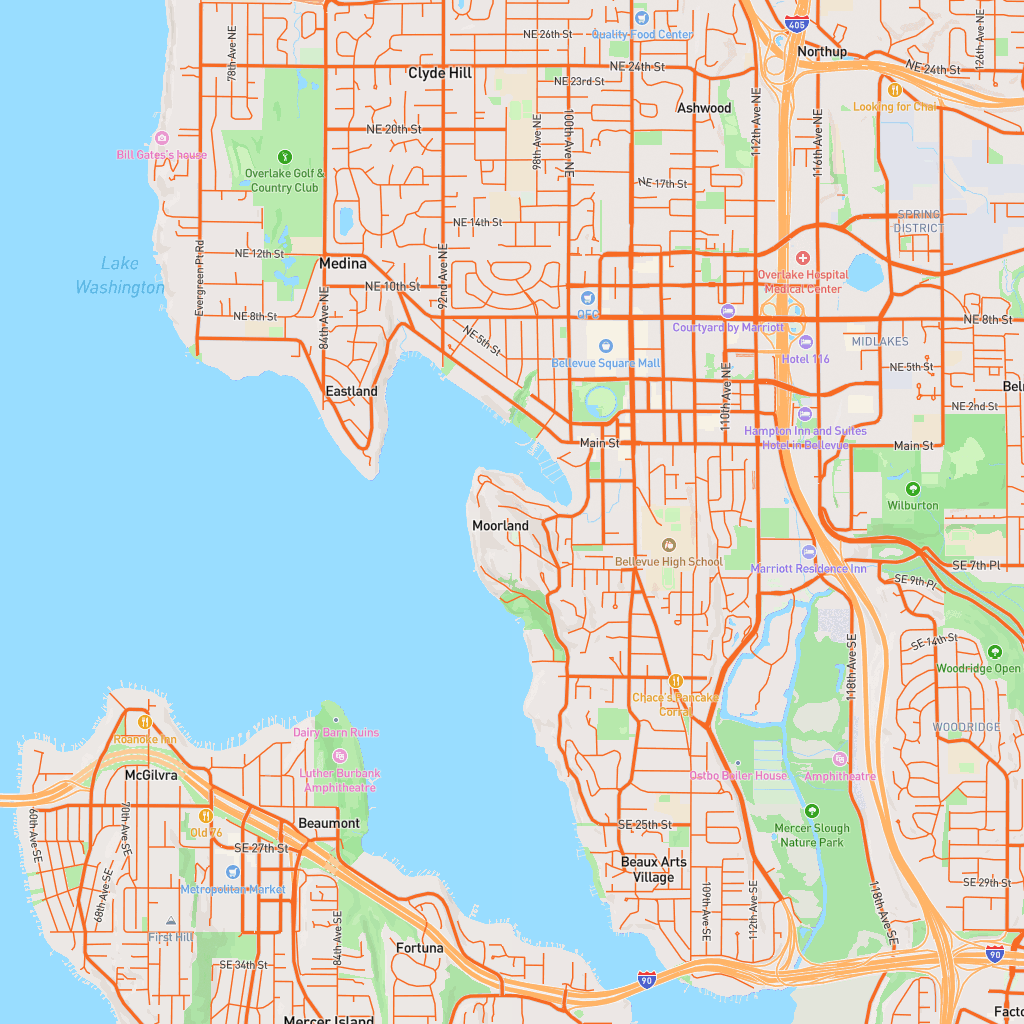 405
78th Ave NE
Quality Food Center
NE 26th St
126th Ave NE
Northup
Clyde Hill
NE 24th St
NE 24th St
NE 23rd St
Looking for Chai
Ashwood
112th Ave NE
116th Ave NE
100th Ave NE
98th Ave NE
NE 20th St
Bill Gates's house
Overlake Golf &
Country Club
NE 17th St
NE 14th St
SPRING
DISTRICT
Lake
Washington
Evergreen Pt Rd
NE 12th St
Medina
92nd Ave NE
Overlake Hospital
Medical Center
NE 10th St
84th Ave NE
NE 8th St
QFC
Courtyard by Marriott
NE 8th St
NE 5th St
Bellevue Square Mall
Hotel 116
MIDLAKES
NE 5th St
Eastland
110th Ave NE
Hampton Inn and Suites
Hotel in Bellevue
NE 2nd St
Main St
Main St
Wilburton
Moorland
Bellevue High School
Marriott Residence Inn
SE 7th Pl
SE 9th Pl
SE 14th St
118th Ave SE
Woodridge Open
Chace's Pancake
Corral
Roanoke Inn
Dairy Barn Ruins
WOODRIDGE
McGilvra
Luther Burbank
Amphitheatre
Ostbo Boiler House
Amphitheatre
60th Ave SE
70th Ave SE
Old 76
Beaumont
SE 25th St
Mercer Slough
Nature Park
SE 27th St
Beaux Arts
Village
Metropolitan Market
68th Ave SE
SE 29th St
109th Ave SE
112th Ave SE
118th Ave SE
84th Ave SE
First Hill
Fortuna
SE 34th St
90
90
Mercer Island